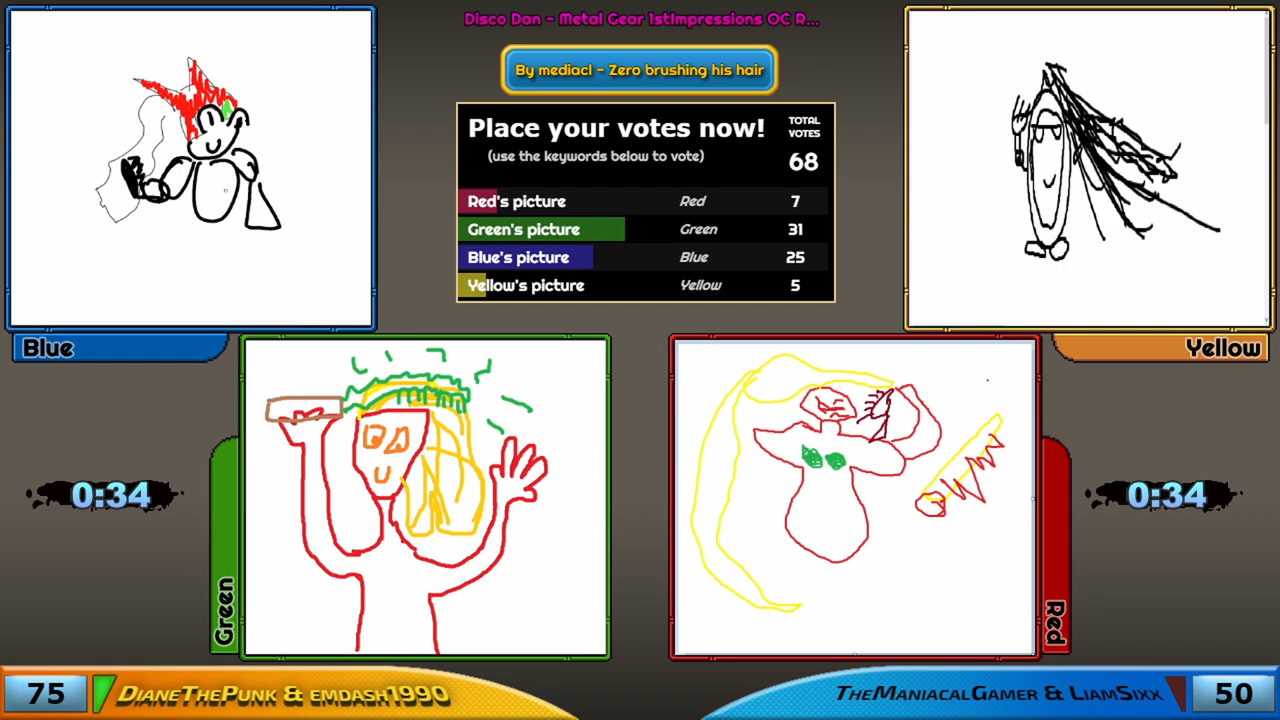 Disco Dan - Metal Gear 1stImpressions OC R...
By mediacl - Zero brushing his hair
Place your votes now!
(use the keywords below to vote)
TOTAL
VOTES
68
Red's picture Red 7
Green's picture Green 31
Blue's picture Blue 25
Yellow's picture Yellow 5
Blue
Yellow
0:34
0:34
Green
Red
75 DianeThePunk & emdash1990
TheManiacalGamer & LiamSixx 50